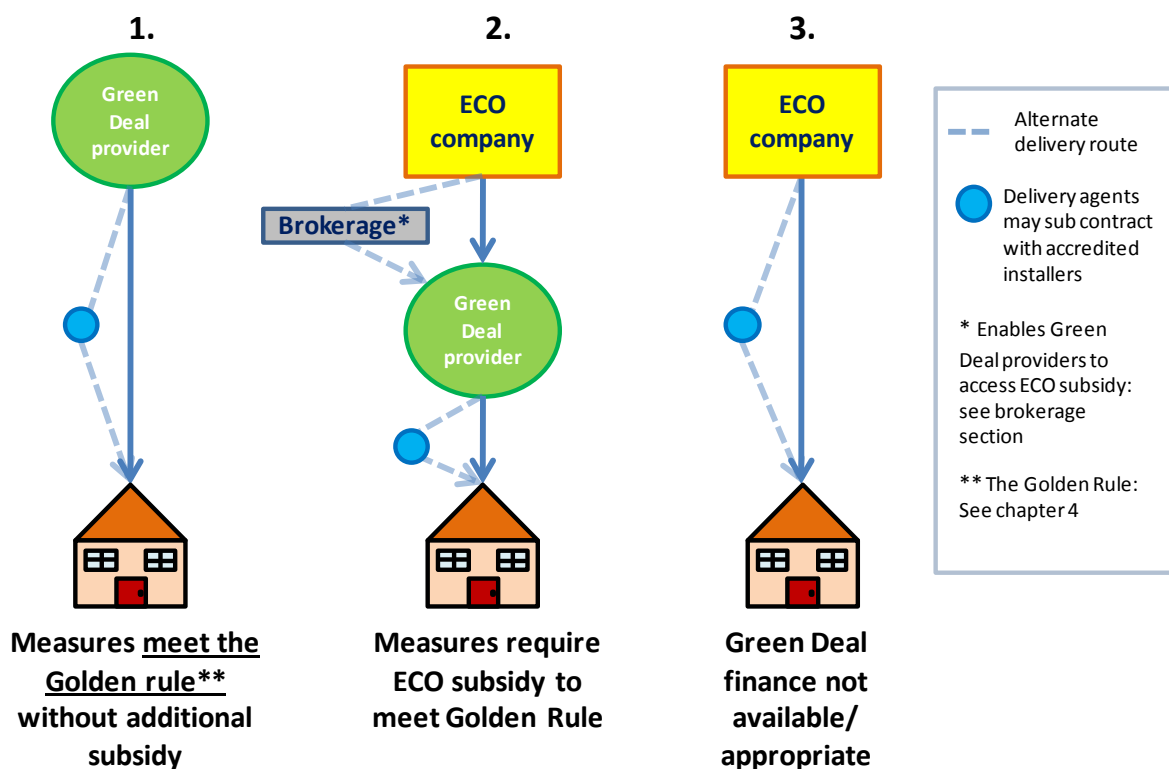 1.
Green
Deal
provider
Measures meet the
Golden rule**
without additional
subsidy
2.
ECO
company
Brokerage*
Green
Deal
provider
Measures require
ECO subsidy to
meet Golden Rule
3.
ECO
company
Green Deal
finance not
available/
appropriate
Alternate
delivery route
Delivery agents
may sub contract
with accredited
installers
* Enables Green
Deal providers to
access ECO subsidy:
see brokerage
section
** The Golden Rule:
See chapter 4